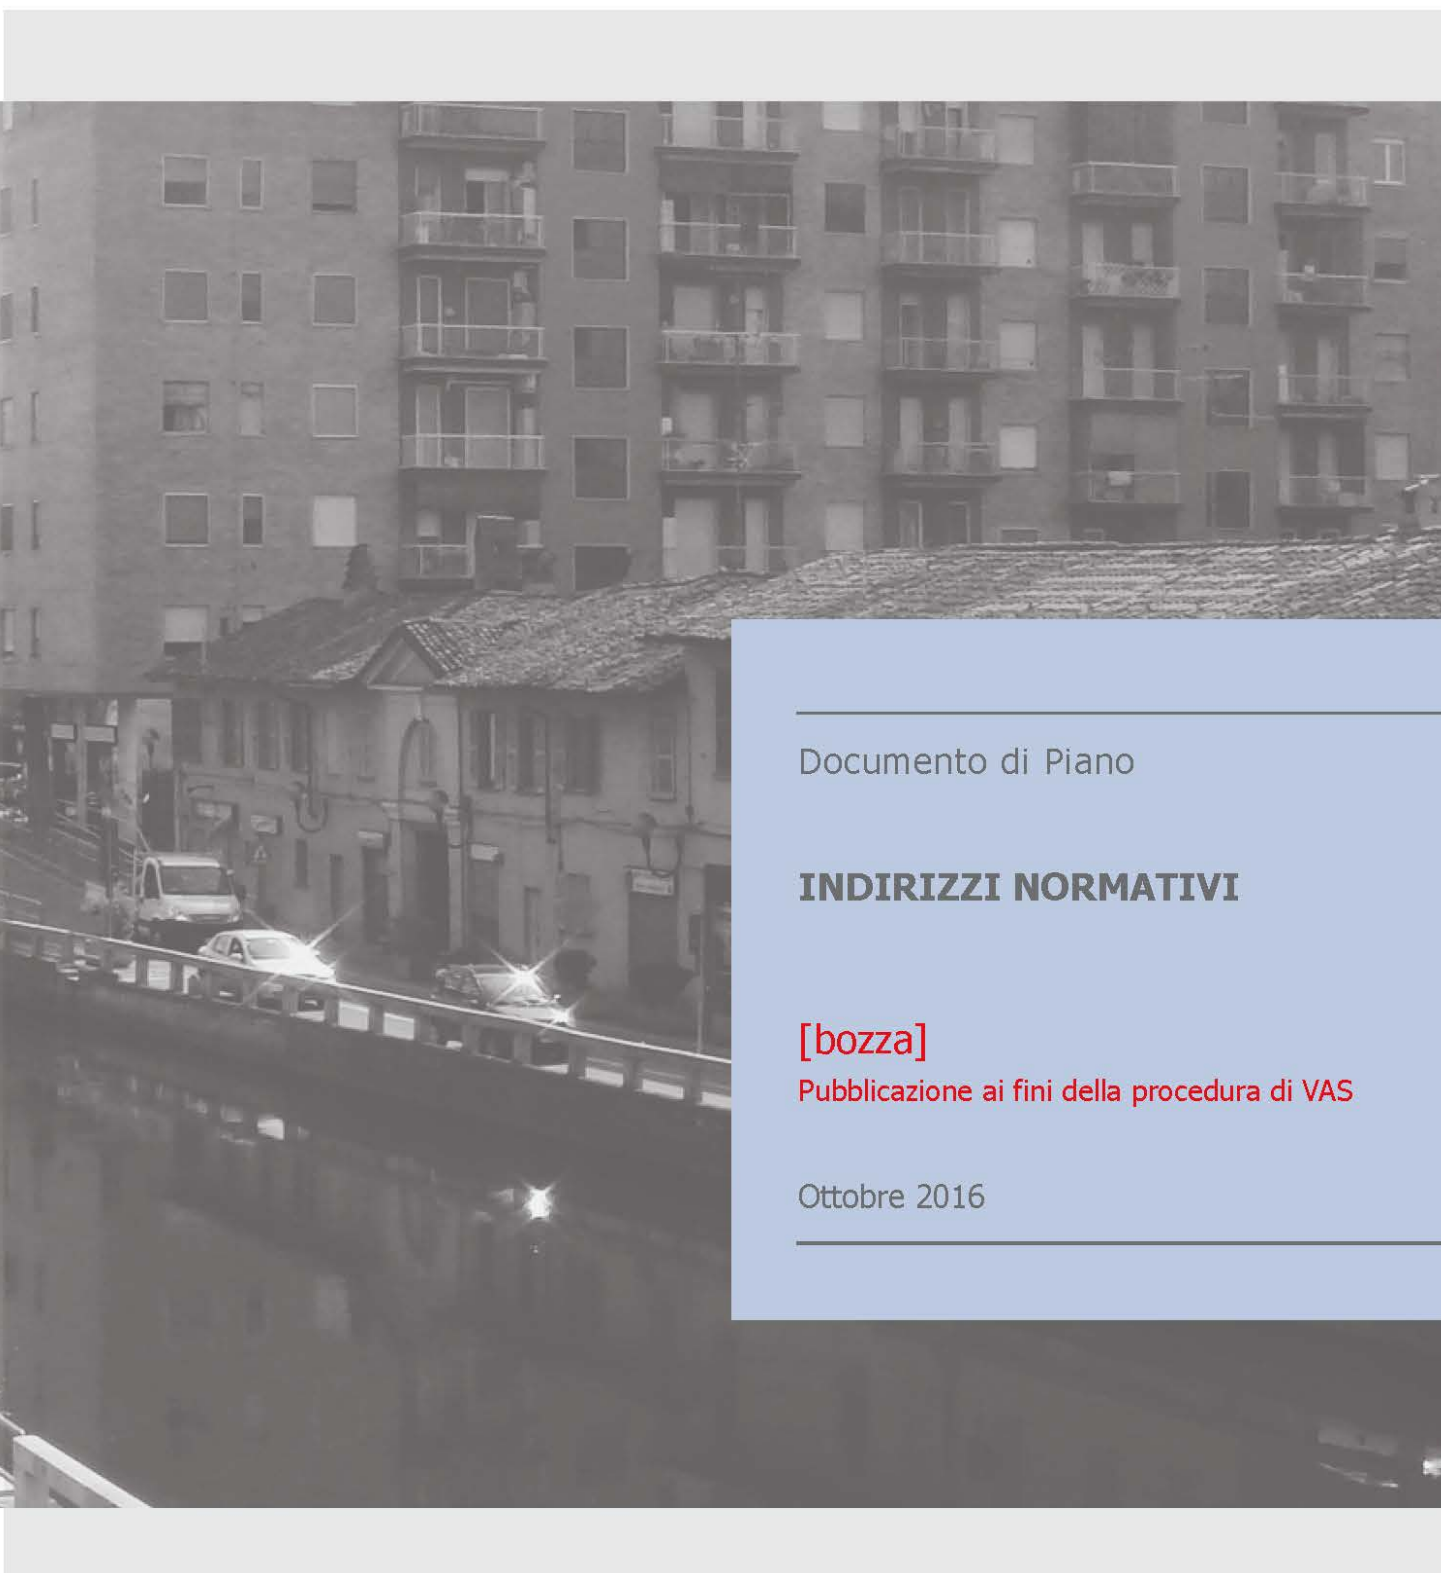 Documento di Piano
INDIRIZZI NORMATIVI
[bozza]
Pubblicazione ai fini della procedura di VAS
Ottobre 2016